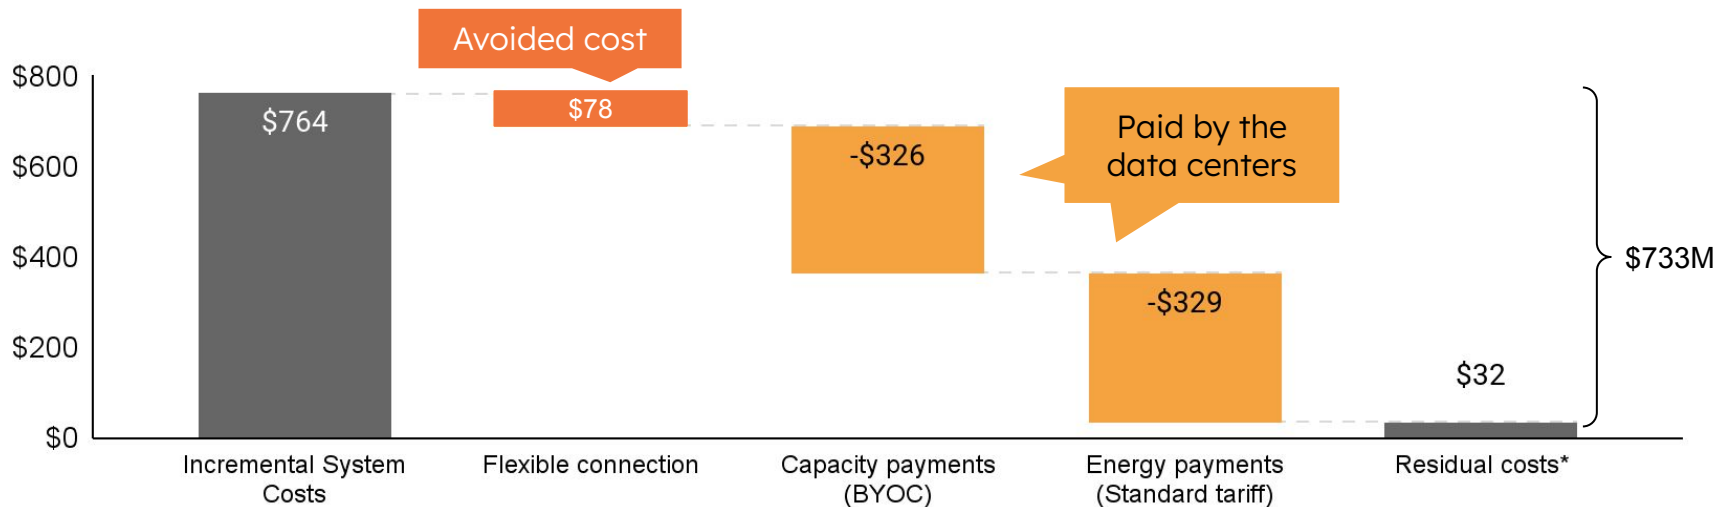 Avoided cost
$800
$600
$400
$200
$0
$764
$78
-$326
Paid by the
data centers
-$329
$32
$733M
Incremental System
Costs
Flexible connection
Capacity payments
(BYOC)
Energy payments
(Standard tariff)
Residual costs*